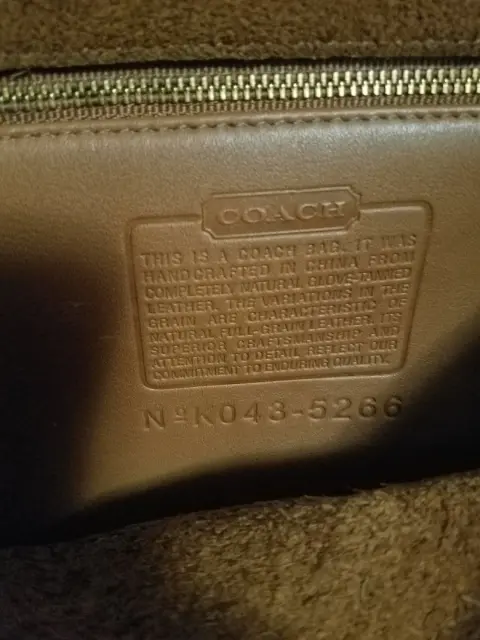 COACH
THIS IS A COACH BAG. IT WAS
HANDCRAFTED IN CHINA FROM
COMPLETELY NATURAL GLOVE-TANNED
LEATHER. THE VARIATIONS IN THE
GRAIN ARE CHARACTERISTIC OF
NATURAL FULL-GRAIN LEATHER. ITS
SUPERIOR CRAFTSMANSHIP AND
ATTENTION TO DETAIL REFLECT OUR
COMMITMENT TO ENDURING QUALITY.
Nº K043-5266